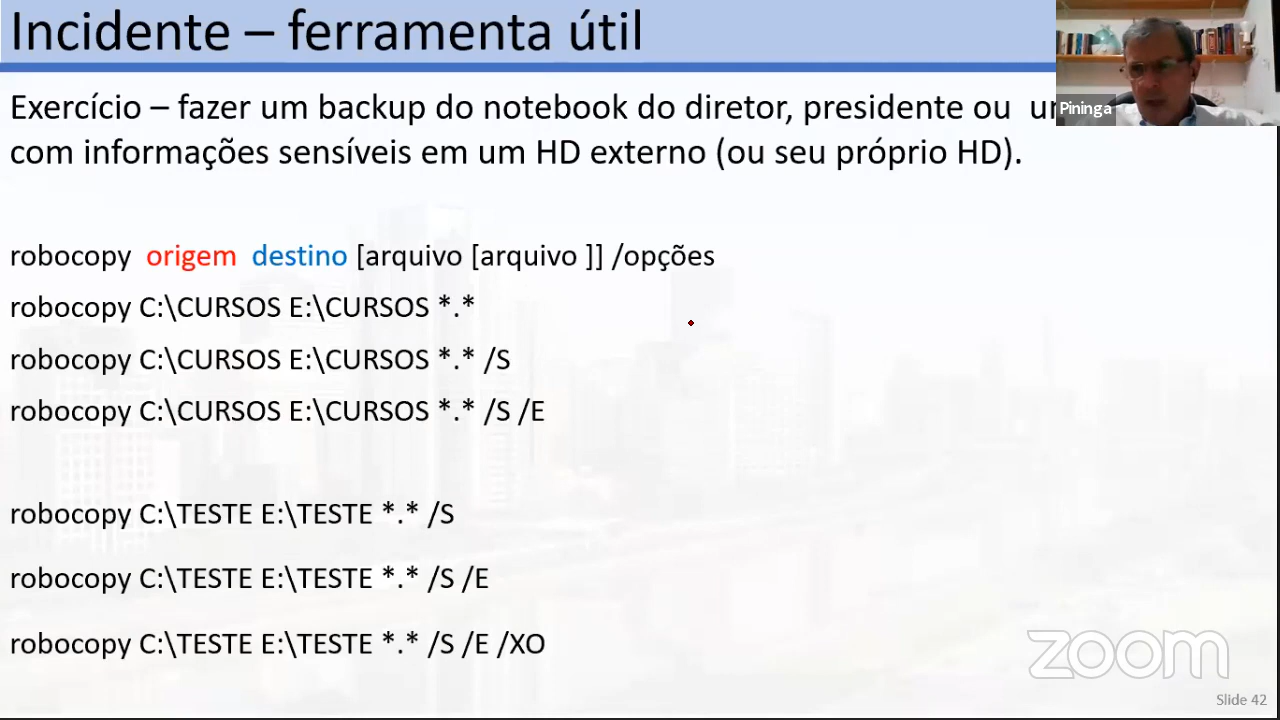 Incidente – ferramenta útil
Pininga
Exercício – fazer um backup do notebook do diretor, presidente ou
com informações sensíveis em um HD externo (ou seu próprio HD).
robocopy origem destino [arquivo [arquivo ]] /opções
robocopy C:\CURSOS E:\CURSOS *.*
robocopy C:\CURSOS E:\CURSOS *.* /S
robocopy C:\CURSOS E:\CURSOS *.* /S /E
robocopy C:\TESTE E:\TESTE *.* /S
robocopy C:\TESTE E:\TESTE *.* /S /E
robocopy C:\TESTE E:\TESTE *.* /S /E /XO
zoom
Slide 42